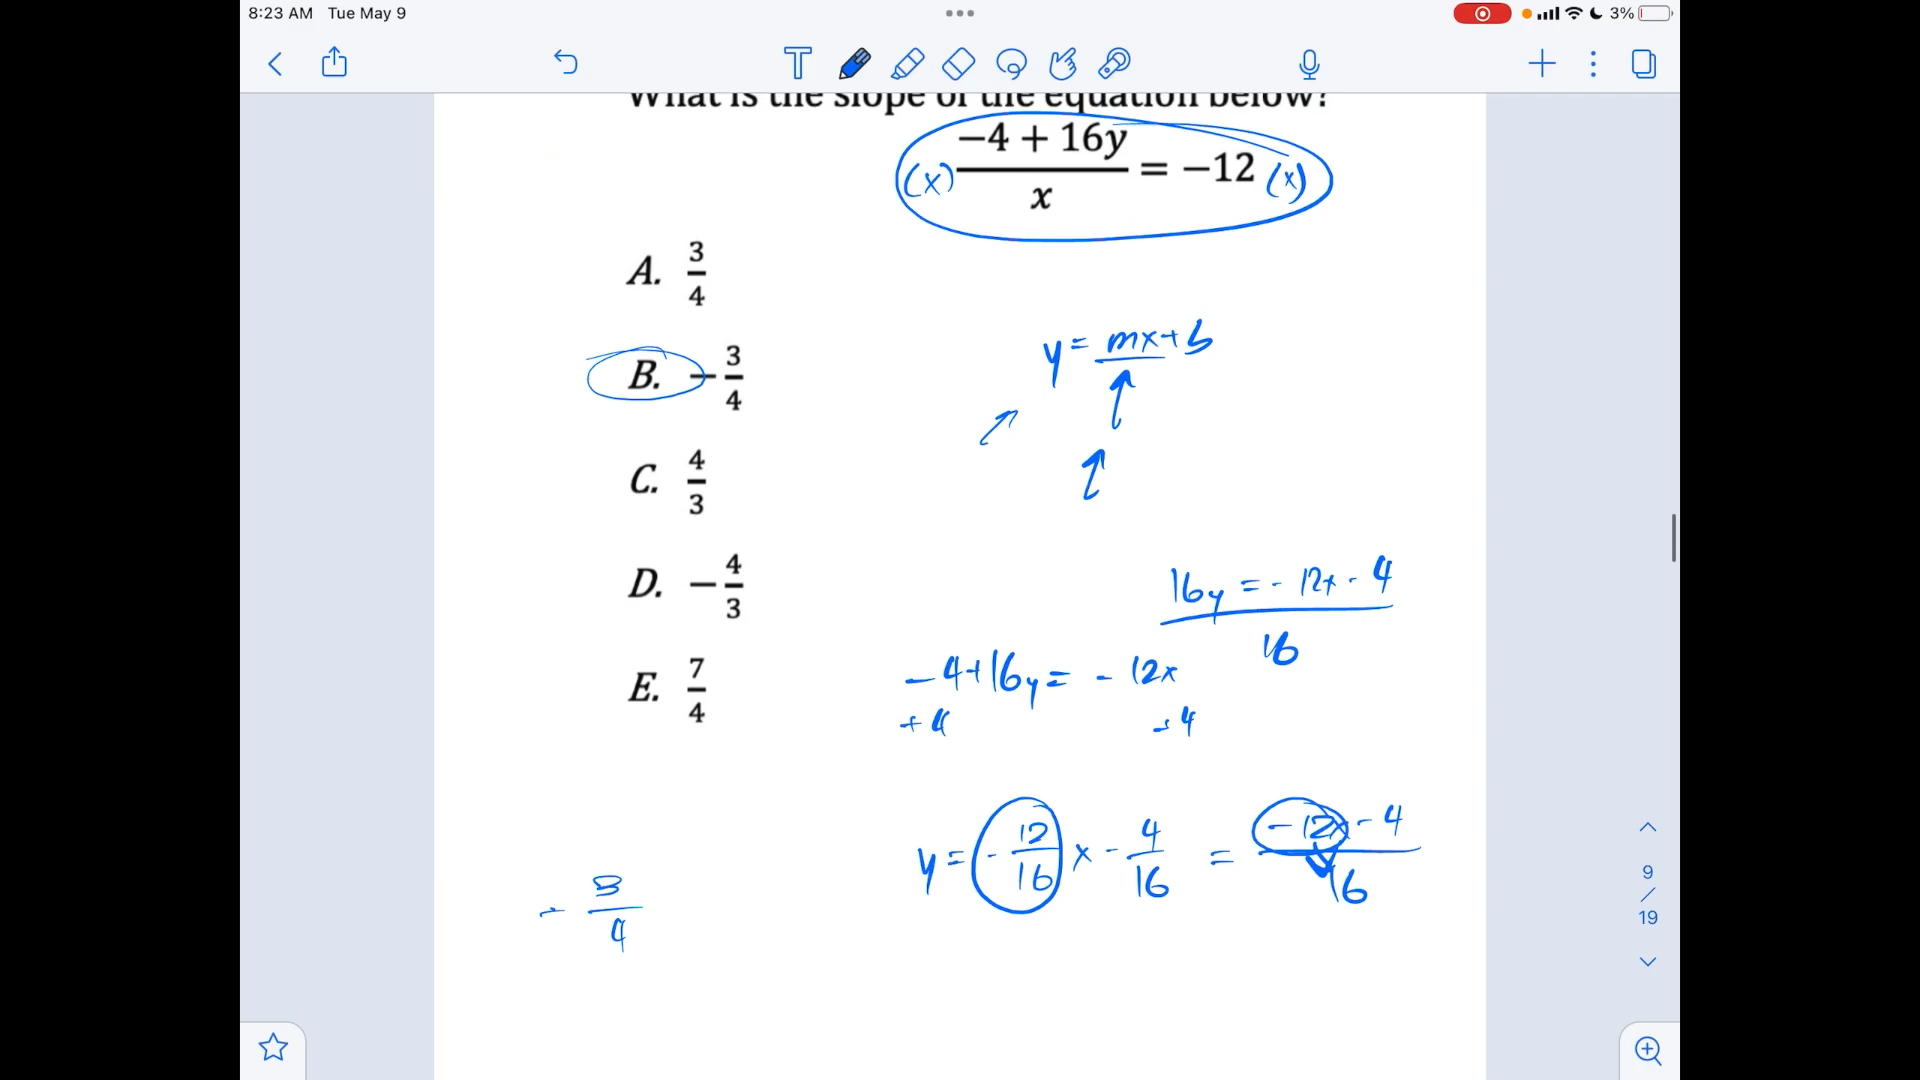 8:23 AM Tue May 9
3%
What is the slope of the equation below?
(x) (−4 + 16y)/x = −12 (x)
A. 3/4
B. −3/4
C. 4/3
D. −4/3
E. 7/4
y = mx + b
16y = - 12x - 4
16
-4+16y = - 12x
+4 +4
y = - 12/16 x - 4/16 = (-12x - 4)/16
- 3/4
9
/
19